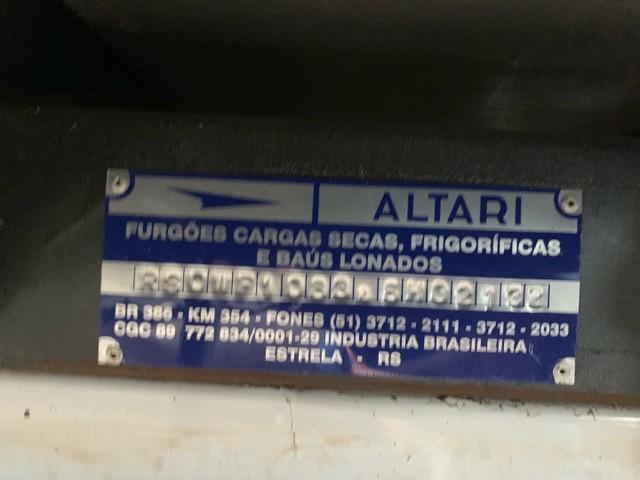 ALTARI
FURGÕES CARGAS SECAS, FRIGORÍFICAS
E BAÚS LONADOS
BR 386 - KM 354 - FONES (51) 3712 - 2111 - 3712 - 2033
CGC 89 772 834/0001-29 INDUSTRIA BRASILEIRA
ESTRELA - RS